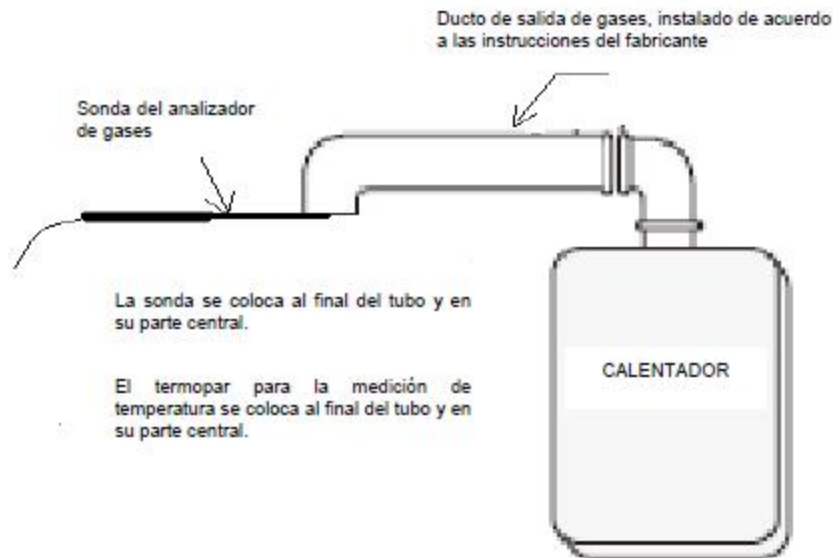 Ducto de salida de gases, instalado de acuerdo
a las instrucciones del fabricante
Sonda del analizador
de gases
La sonda se coloca al final del tubo y en
su parte central.
El termopar para la medición de
temperatura se coloca al final del tubo y en
su parte central.
CALENTADOR